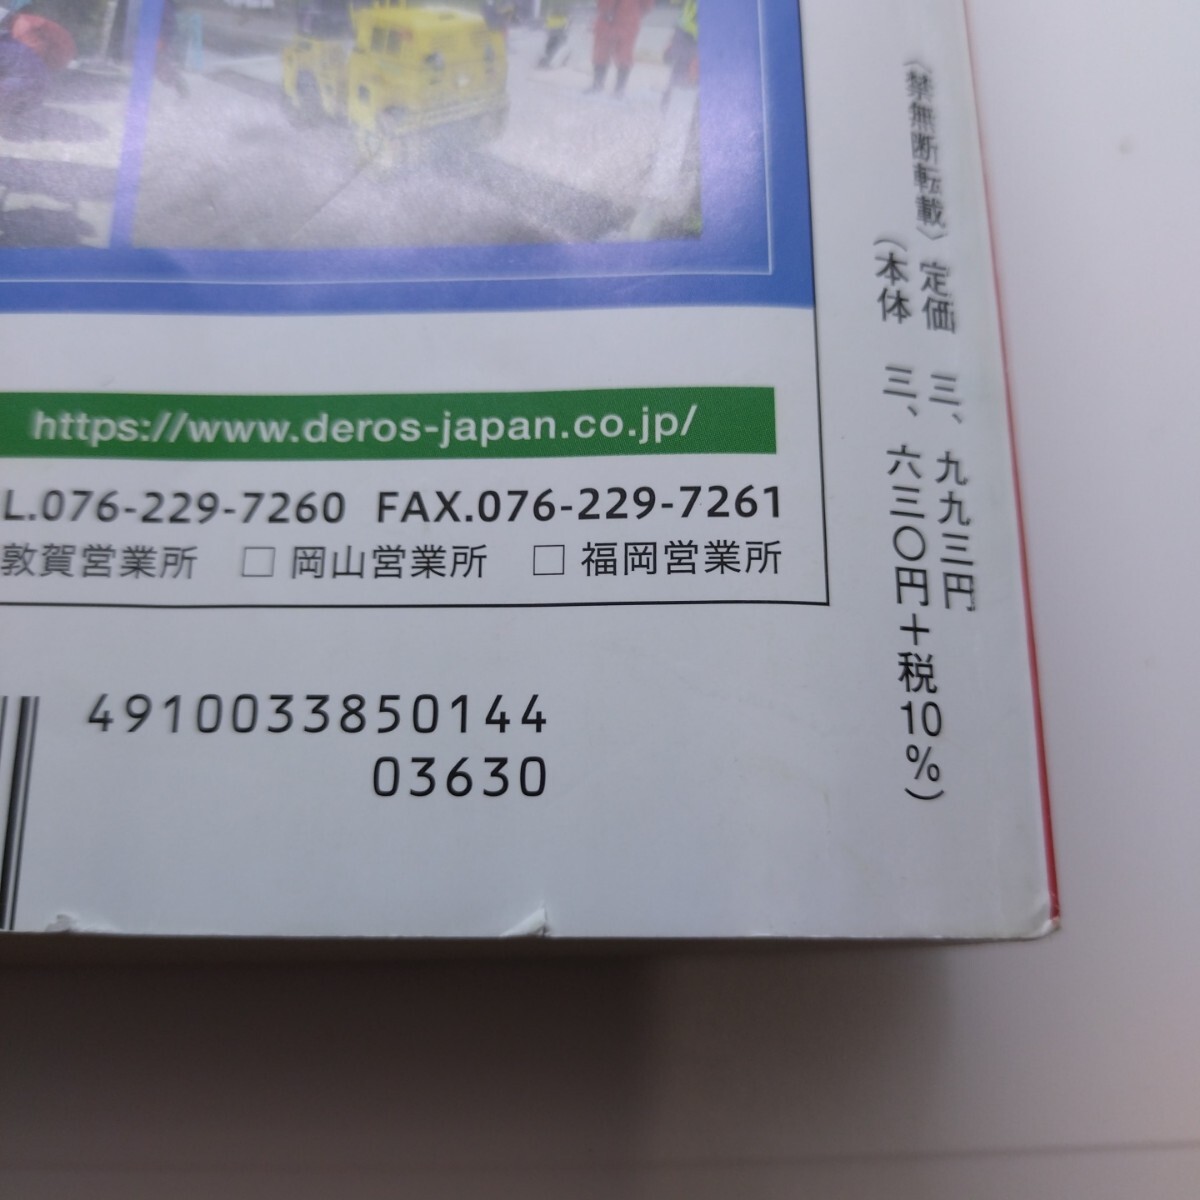 〈禁無断転載〉 定価 三、九九三円
(本体 三、六三〇円+税10%)
https://www.deros-japan.co.jp/
L.076-229-7260 FAX.076-229-7261
敦賀営業所 □ 岡山営業所 □ 福岡営業所
4910033850144
03630